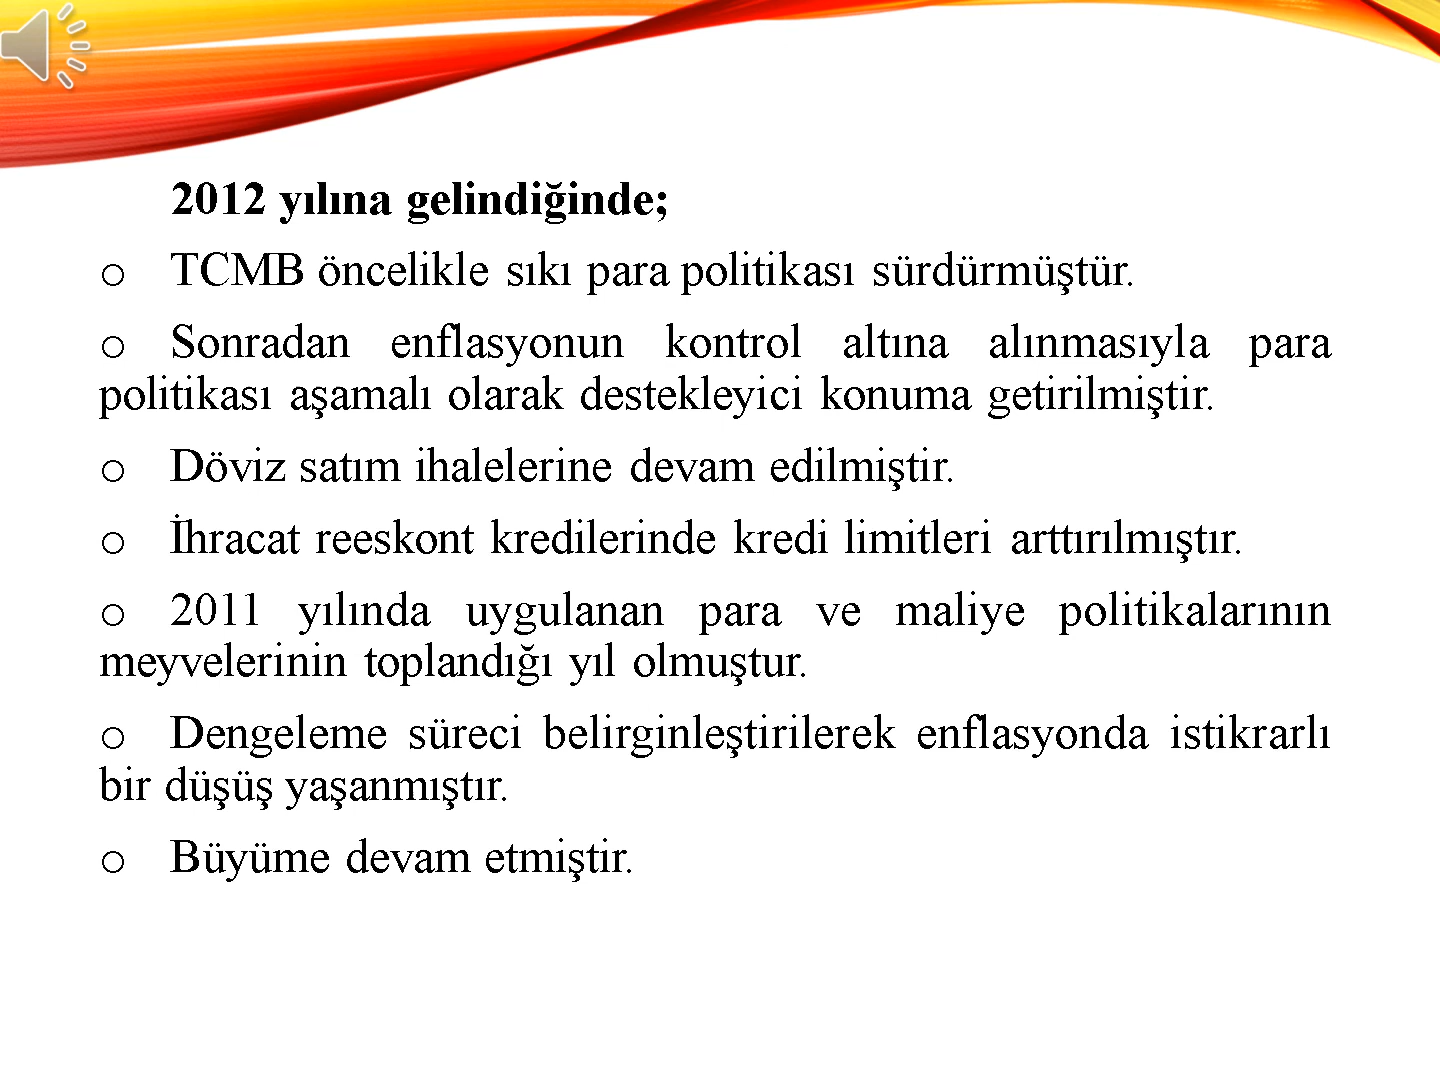 2012 yılına gelindiğinde;
o TCMB öncelikle sıkı para politikası sürdürmüştür.
o Sonradan enflasyonun kontrol altına alınmasıyla para
politikası aşamalı olarak destekleyici konuma getirilmiştir.
o Döviz satım ihalelerine devam edilmiştir.
o İhracat reeskont kredilerinde kredi limitleri arttırılmıştır.
o 2011 yılında uygulanan para ve maliye politikalarının
meyvelerinin toplandığı yıl olmuştur.
o Dengeleme süreci belirginleştirilerek enflasyonda istikrarlı
bir düşüş yaşanmıştır.
o Büyüme devam etmiştir.